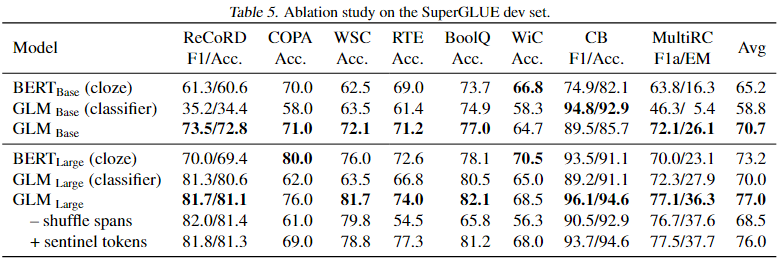 Table 5. Ablation study on the SuperGLUE dev set.
Model ReCoRD COPA WSC RTE BoolQ WiC CB MultiRC Avg
F1/Acc. Acc. Acc. Acc. Acc. Acc. F1/Acc. F1a/EM
BERTBase (cloze) 61.3/60.6 70.0 62.5 69.0 73.7 66.8 74.9/82.1 63.8/16.3 65.2
GLM Base (classifier) 35.2/34.4 58.0 63.5 61.4 74.9 58.3 94.8/92.9 46.3/ 5.4 58.8
GLM Base 73.5/72.8 71.0 72.1 71.2 77.0 64.7 89.5/85.7 72.1/26.1 70.7
BERTLarge (cloze) 70.0/69.4 80.0 76.0 72.6 78.1 70.5 93.5/91.1 70.0/23.1 73.2
GLM Large (classifier) 81.3/80.6 62.0 63.5 66.8 80.5 65.0 89.2/91.1 72.3/27.9 70.0
GLM Large 81.7/81.1 76.0 81.7 74.0 82.1 68.5 96.1/94.6 77.1/36.3 77.0
– shuffle spans 82.0/81.4 61.0 79.8 54.5 65.8 56.3 90.5/92.9 76.7/37.6 68.5
+ sentinel tokens 81.8/81.3 69.0 78.8 77.3 81.2 68.0 93.7/94.6 77.5/37.7 76.0